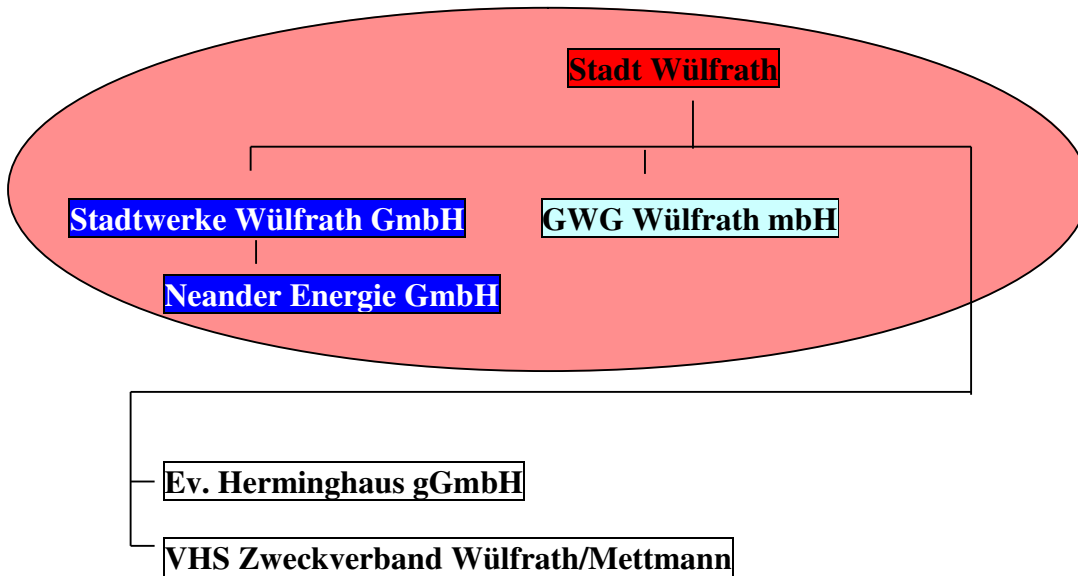 Stadt Wülfrath
Stadtwerke Wülfrath GmbH
GWG Wülfrath mbH
Neander Energie GmbH
Ev. Herminghaus gGmbH
VHS Zweckverband Wülfrath/Mettmann